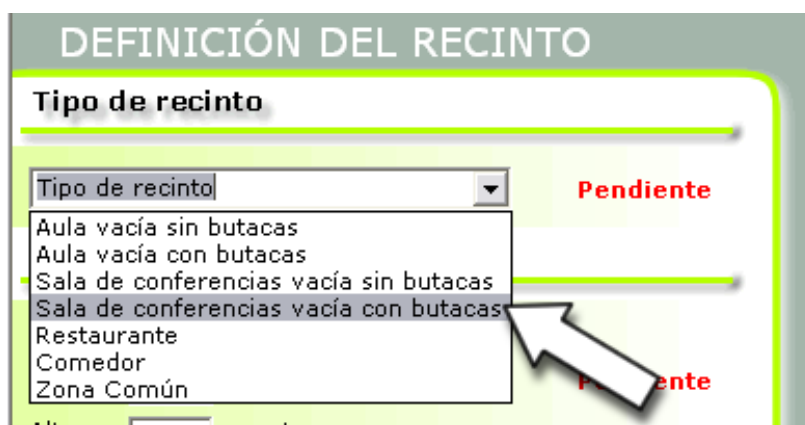 DEFINICIÓN DEL RECINTO
Tipo de recinto
Tipo de recinto Pendiente
Aula vacía sin butacas
Aula vacía con butacas
Sala de conferencias vacía sin butacas
Sala de conferencias vacía con butacas
Restaurante
Comedor
Zona Común